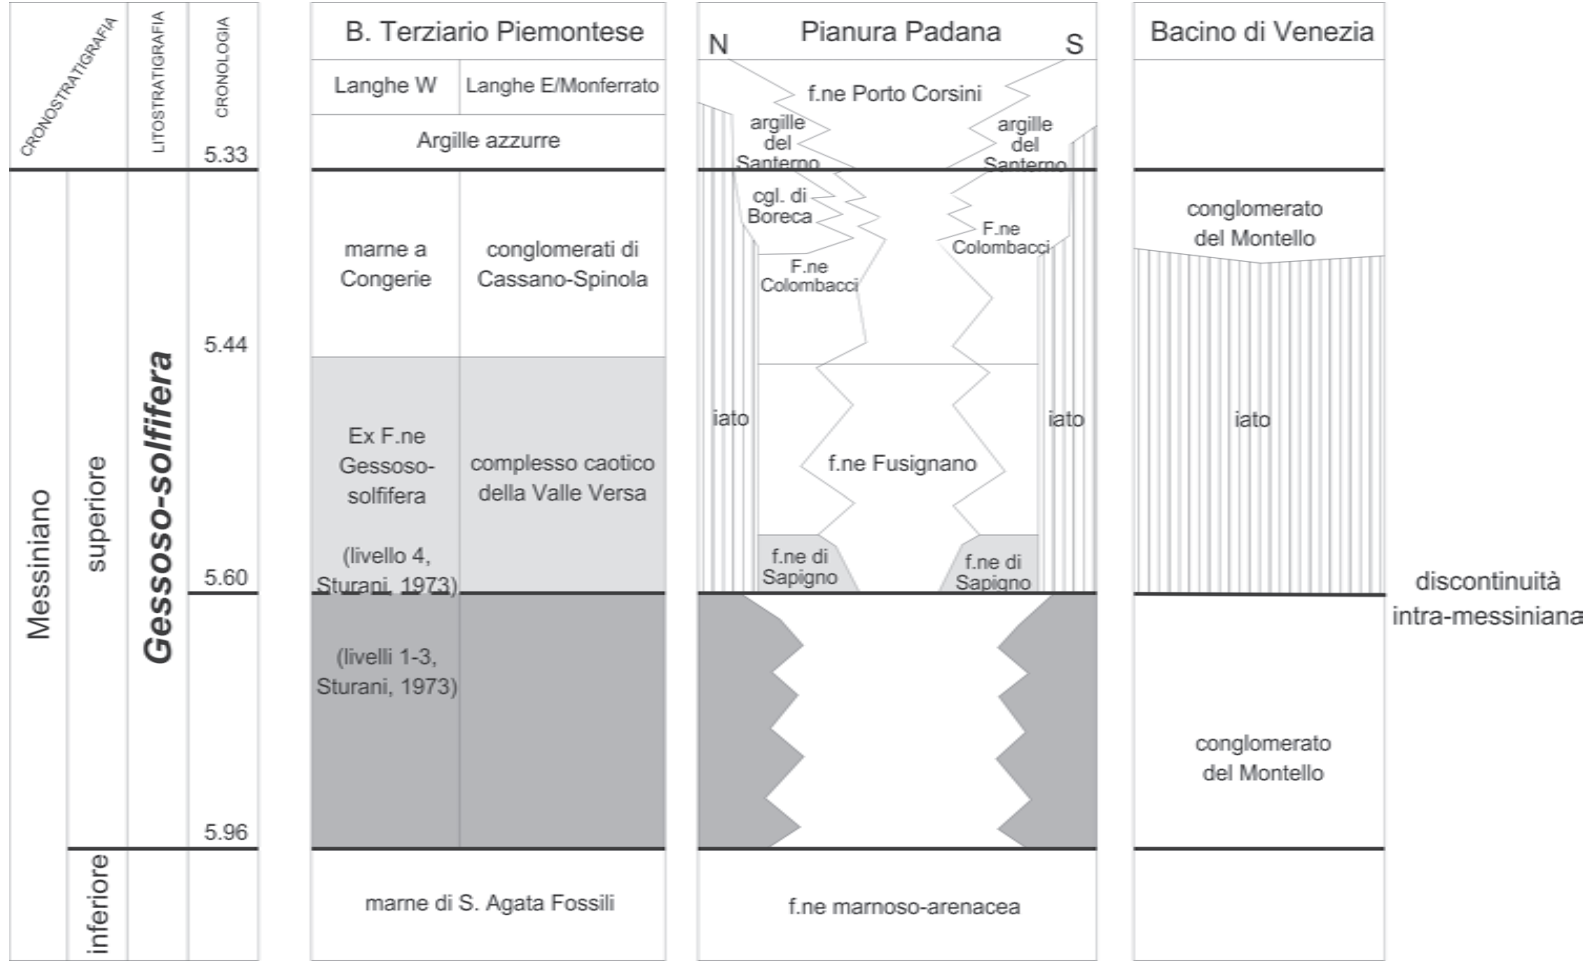 CRONOSTRATIGRAFIA
LITOSTRATIGRAFIA
CRONOLOGIA
5.33
5.44
5.60
5.96
Messiniano
superiore
inferiore
Gessoso-solfifera
B. Terziario Piemontese
Langhe W
Langhe E/Monferrato
Argille azzurre
marne a
Congerie
conglomerati di
Cassano-Spinola
Ex F.ne
Gessoso-
solfifera
(livello 4,
Sturani, 1973)
complesso caotico
della Valle Versa
(livelli 1-3,
Sturani, 1973)
marne di S. Agata Fossili
Pianura Padana
N
S
f.ne Porto Corsini
argille
del
Santerno
argille
del
Santerno
cgl. di
Boreca
F.ne
Colombacci
F.ne
Colombacci
iato
iato
f.ne Fusignano
f.ne di
Sapigno
f.ne di
Sapigno
f.ne marnoso-arenacea
Bacino di Venezia
conglomerato
del Montello
iato
conglomerato
del Montello
discontinuità
intra-messiniana